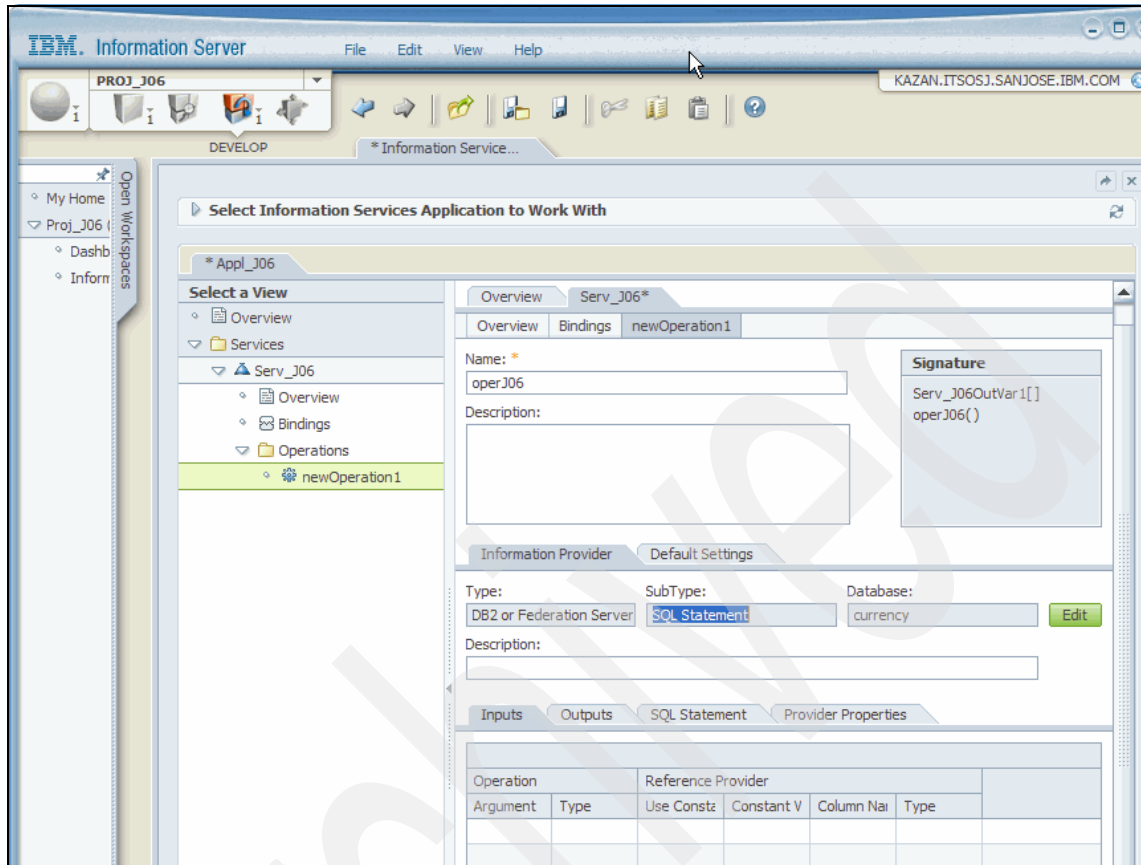 IBM. Information Server File Edit View Help
PROJ_J06
KAZAN.ITSOSJ.SANJOSE.IBM.COM
DEVELOP
* Information Service...
Open Workspaces
My Home
Proj_J06 (
Dashb
Inform
Select Information Services Application to Work With
* Appl_J06
Select a View
Overview
Services
Serv_J06
Overview
Bindings
Operations
newOperation1
Overview Serv_J06*
Overview Bindings newOperation1
Name: *
operJ06
Description:
Signature
Serv_J06OutVar1[]
operJ06()
Information Provider Default Settings
Type: SubType: Database:
DB2 or Federation Server SQL Statement currency Edit
Description:
Inputs Outputs SQL Statement Provider Properties
Operation Reference Provider
Argument Type Use Consta Constant V Column Nar Type